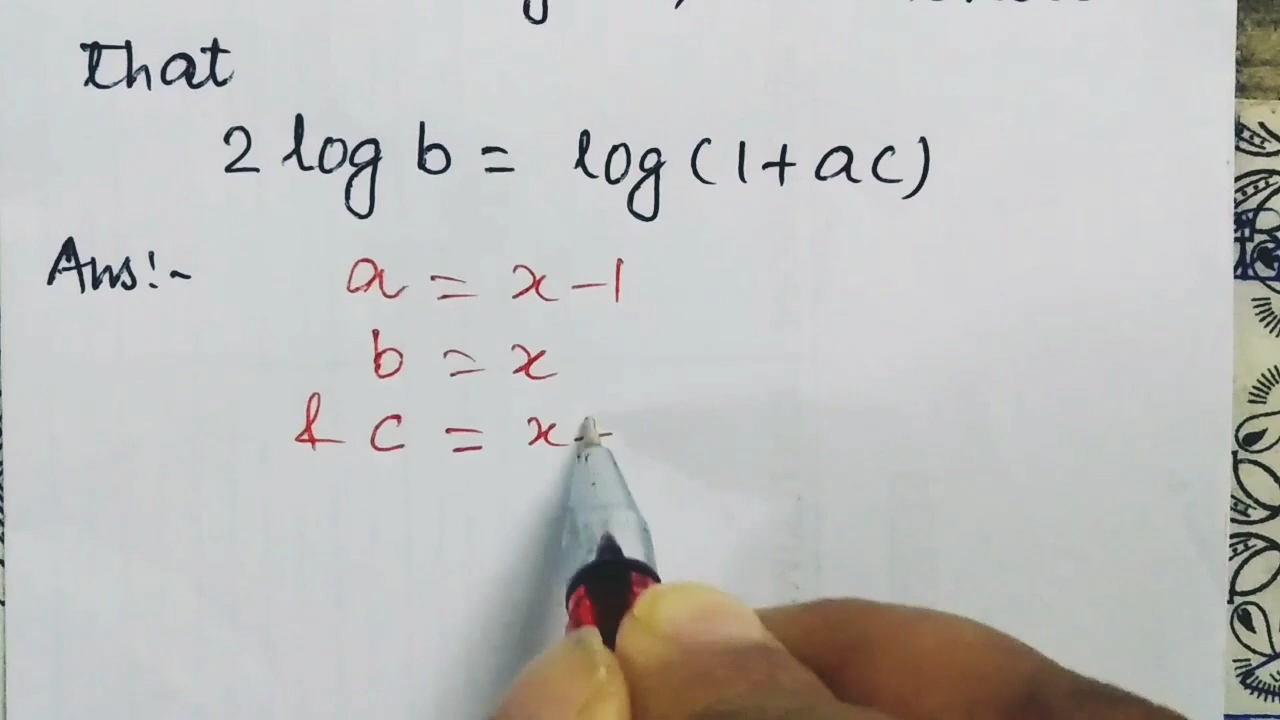 that
2 log b = log (1 + ac)
Ans:- a = x - 1
b = x
& c = x +